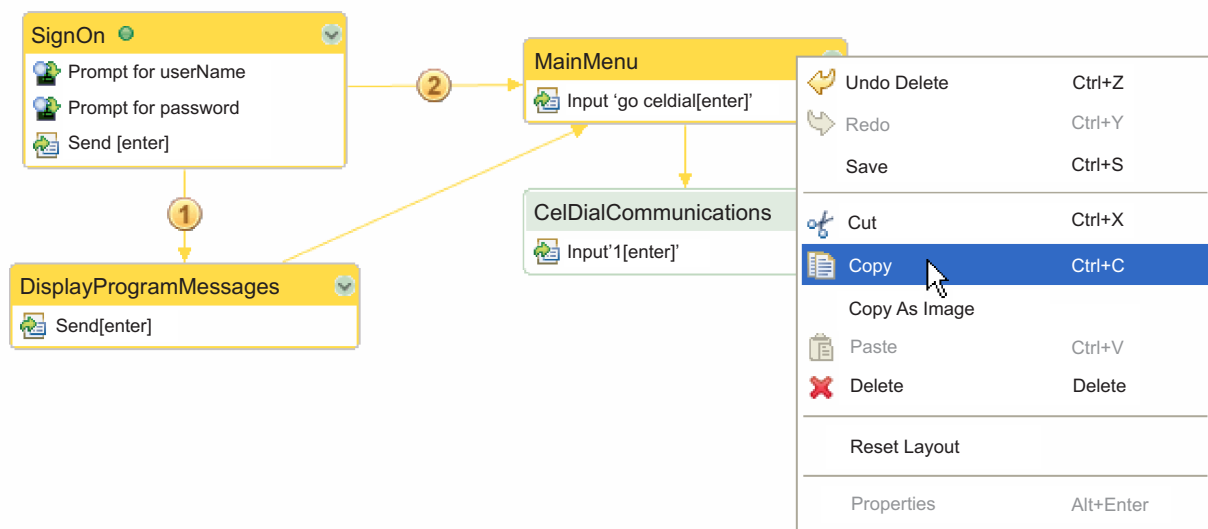 SignOn
Prompt for userName
Prompt for password
Send [enter]
1
2
DisplayProgramMessages
Send[enter]
MainMenu
Input ‘go celdial[enter]’
CelDialCommunications
Input’1[enter]’
Undo Delete Ctrl+Z
Redo Ctrl+Y
Save Ctrl+S
Cut Ctrl+X
Copy Ctrl+C
Copy As Image
Paste Ctrl+V
Delete Delete
Reset Layout
Properties Alt+Enter